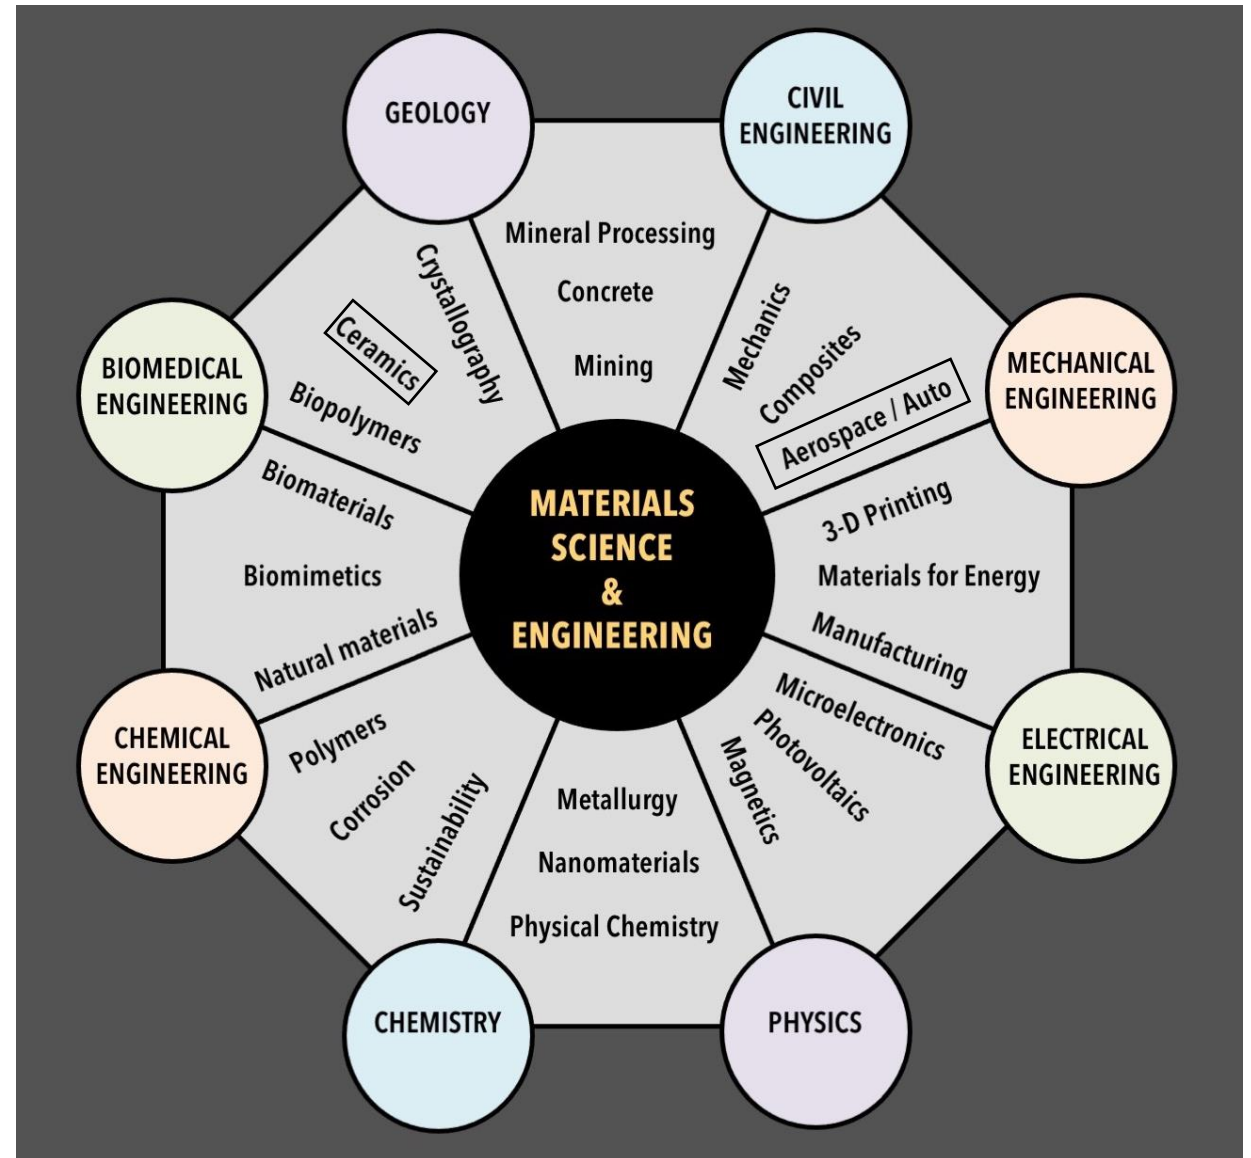 GEOLOGY
CIVIL
ENGINEERING
Mineral Processing
Concrete
Mining
Mechanics
Composites
Aerospace / Auto
MECHANICAL
ENGINEERING
3-D Printing
Materials for Energy
Manufacturing
ELECTRICAL
ENGINEERING
Microelectronics
Photovoltaics
Magnetics
PHYSICS
Metallurgy
Nanomaterials
Physical Chemistry
CHEMISTRY
Sustainability
Corrosion
Polymers
CHEMICAL
ENGINEERING
Natural materials
Biomimetics
Biomaterials
BIOMEDICAL
ENGINEERING
Biopolymers
Ceramics
Crystallography
MATERIALS
SCIENCE
&
ENGINEERING